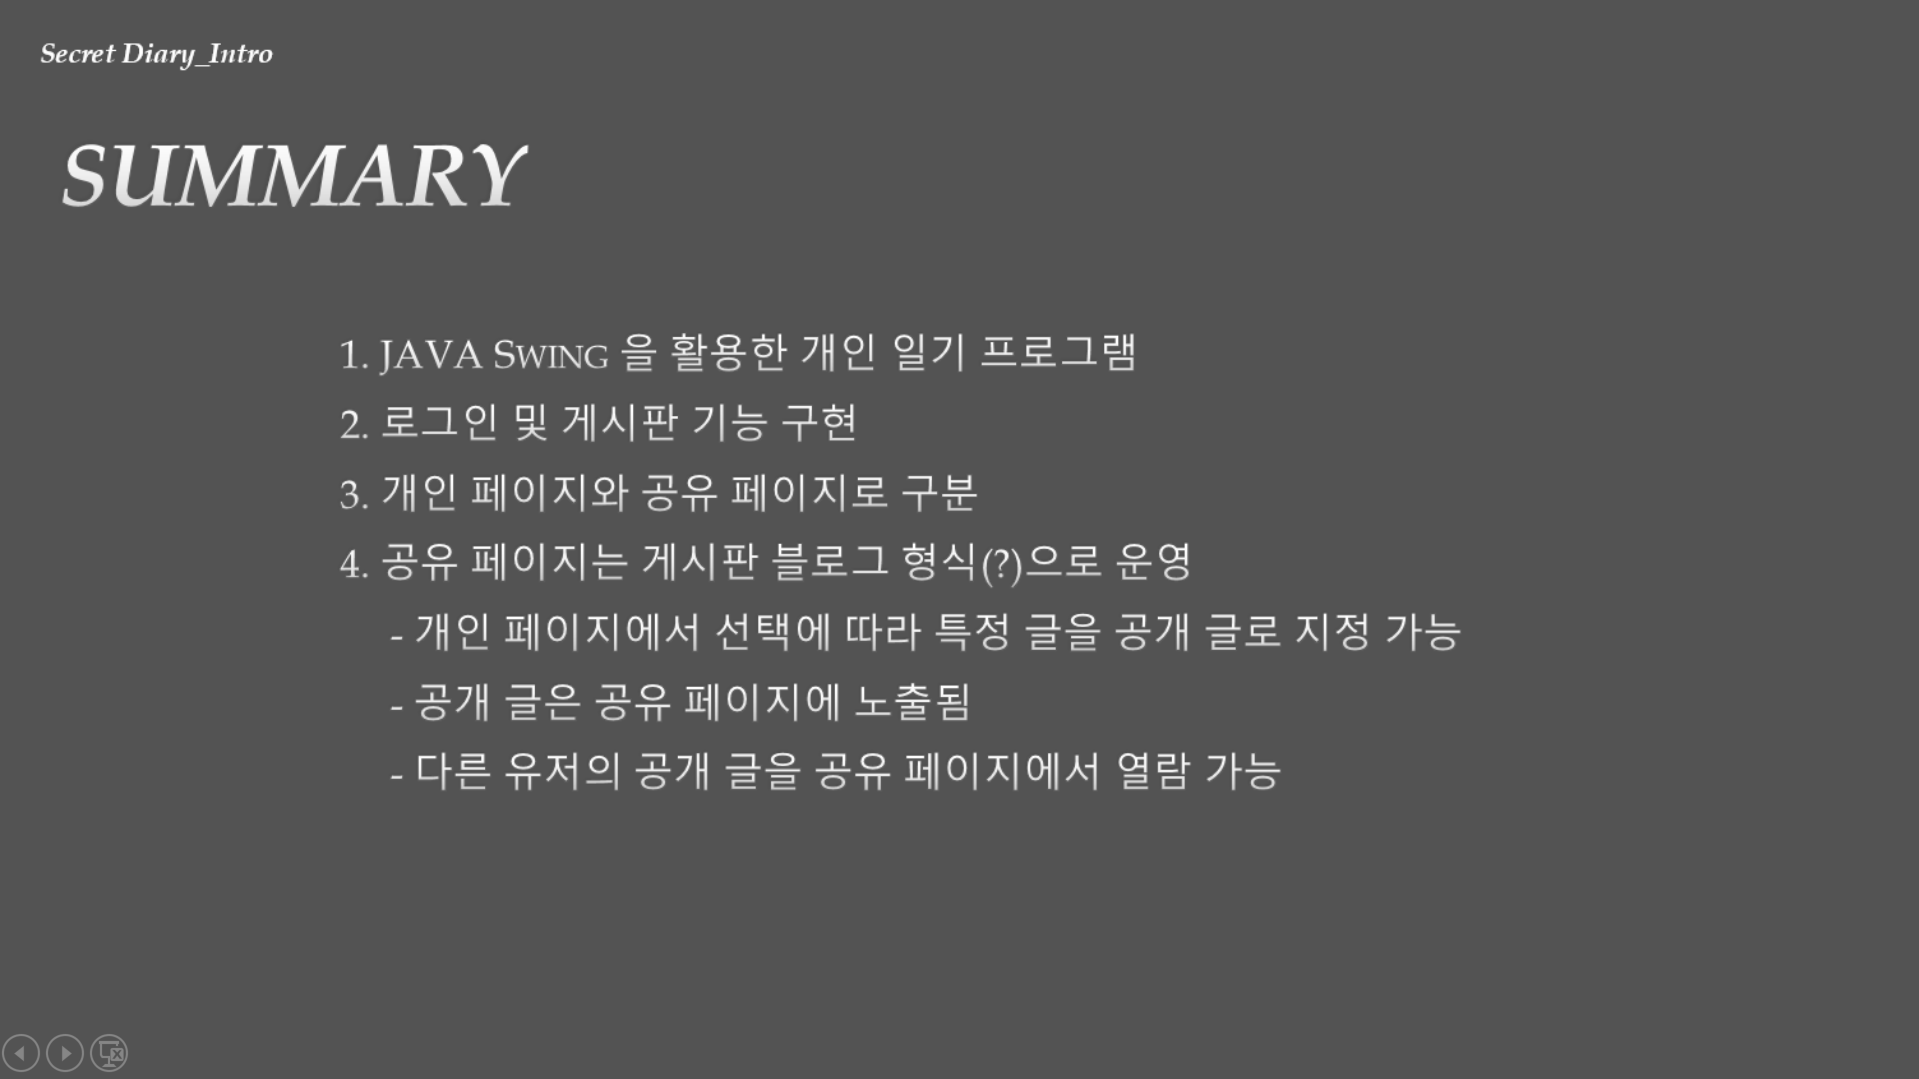 Secret Diary_Intro
SUMMARY
1. JAVA SWING 을 활용한 개인 일기 프로그램
2. 로그인 및 게시판 기능 구현
3. 개인 페이지와 공유 페이지로 구분
4. 공유 페이지는 게시판 블로그 형식(?)으로 운영
- 개인 페이지에서 선택에 따라 특정 글을 공개 글로 지정 가능
- 공개 글은 공유 페이지에 노출됨
- 다른 유저의 공개 글을 공유 페이지에서 열람 가능